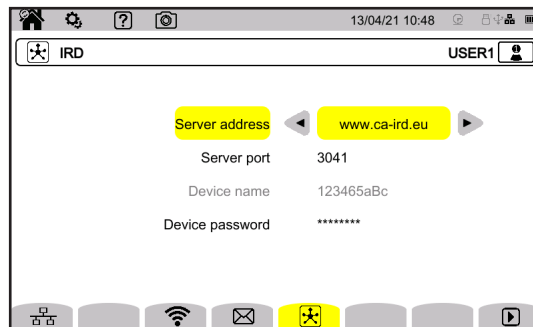 13/04/21 10:48
IRD USER1
Server address www.ca-ird.eu
Server port 3041
Device name 123465aBc
Device password ********